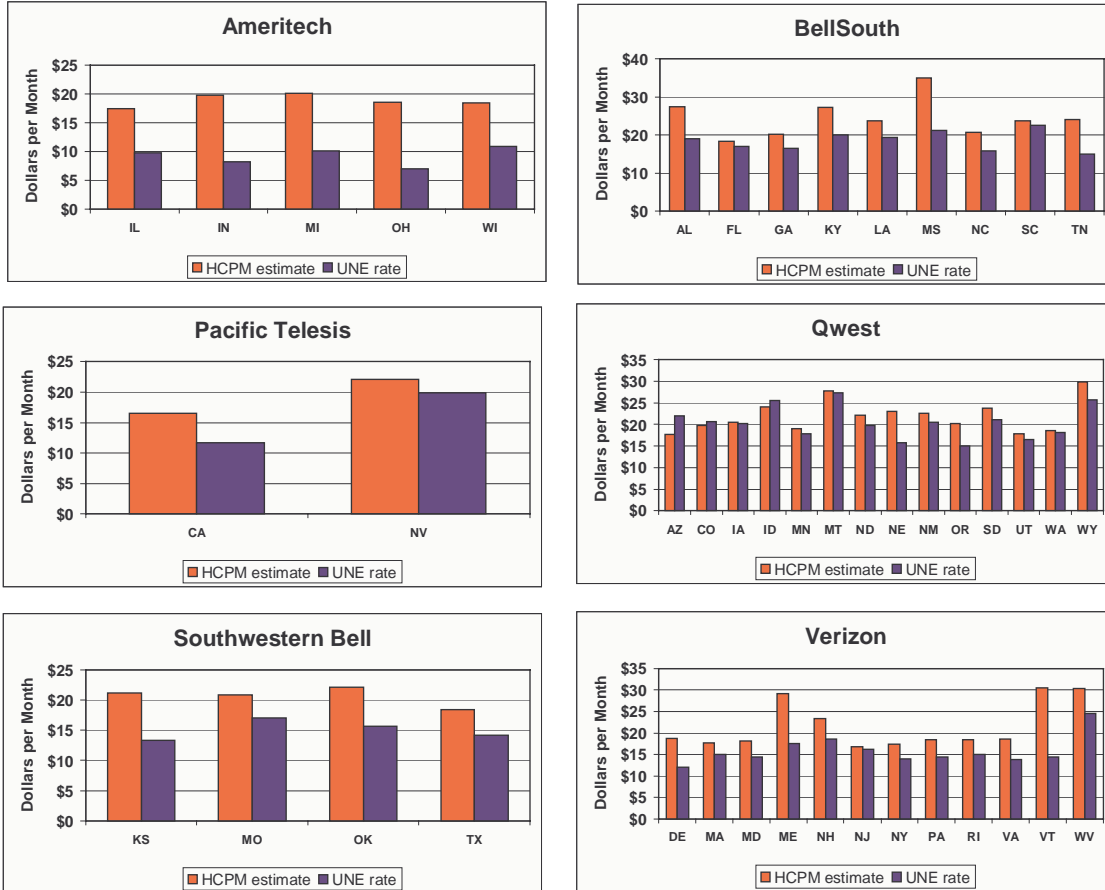 Ameritech
Dollars per Month
$25
$20
$15
$10
$5
$0
IL IN MI OH WI
HCPM estimate UNE rate
BellSouth
Dollars per Month
$40
$30
$20
$10
$0
AL FL GA KY LA MS NC SC TN
HCPM estimate UNE rate
Pacific Telesis
Dollars per Month
$25
$20
$15
$10
$5
$0
CA NV
HCPM estimate UNE rate
Qwest
Dollars per Month
$35
$30
$25
$20
$15
$10
$5
$0
AZ CO IA ID MN MT ND NE NM OR SD UT WA WY
HCPM estimate UNE rate
Southwestern Bell
Dollars per Month
$25
$20
$15
$10
$5
$0
KS MO OK TX
HCPM estimate UNE rate
Verizon
Dollars per Month
$35
$30
$25
$20
$15
$10
$5
$0
DE MA MD ME NH NJ NY PA RI VA VT WV
HCPM estimate UNE rate